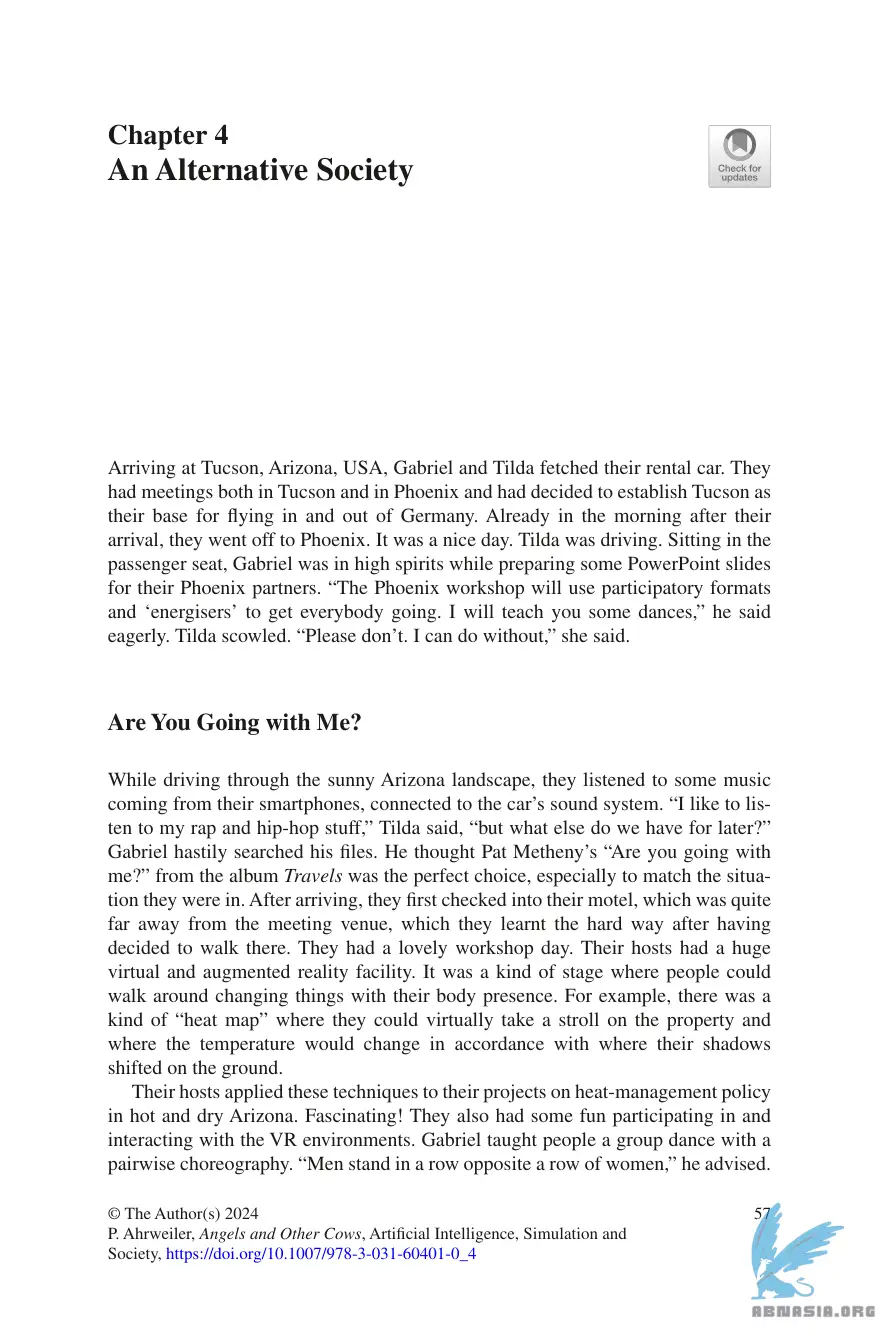 Chapter 4
An Alternative Society
Check for
updates
Arriving at Tucson, Arizona, USA, Gabriel and Tilda fetched their rental car. They
had meetings both in Tucson and in Phoenix and had decided to establish Tucson as
their base for flying in and out of Germany. Already in the morning after their
arrival, they went off to Phoenix. It was a nice day. Tilda was driving. Sitting in the
passenger seat, Gabriel was in high spirits while preparing some PowerPoint slides
for their Phoenix partners. “The Phoenix workshop will use participatory formats
and ‘energisers’ to get everybody going. I will teach you some dances,” he said
eagerly. Tilda scowled. “Please don’t. I can do without,” she said.
Are You Going with Me?
While driving through the sunny Arizona landscape, they listened to some music
coming from their smartphones, connected to the car’s sound system. “I like to lis-
ten to my rap and hip-hop stuff,” Tilda said, “but what else do we have for later?”
Gabriel hastily searched his files. He thought Pat Metheny’s “Are you going with
me?” from the album Travels was the perfect choice, especially to match the situa-
tion they were in. After arriving, they first checked into their motel, which was quite
far away from the meeting venue, which they learnt the hard way after having
decided to walk there. They had a lovely workshop day. Their hosts had a huge
virtual and augmented reality facility. It was a kind of stage where people could
walk around changing things with their body presence. For example, there was a
kind of “heat map” where they could virtually take a stroll on the property and
where the temperature would change in accordance with where their shadows
shifted on the ground.
Their hosts applied these techniques to their projects on heat-management policy
in hot and dry Arizona. Fascinating! They also had some fun participating in and
interacting with the VR environments. Gabriel taught people a group dance with a
pairwise choreography. “Men stand in a row opposite a row of women,” he advised.
© The Author(s) 2024
57
P. Ahrweiler, Angels and Other Cows, Artificial Intelligence, Simulation and
Society, https://doi.org/10.1007/978-3-031-60401-0_4
ABNASIA.ORG